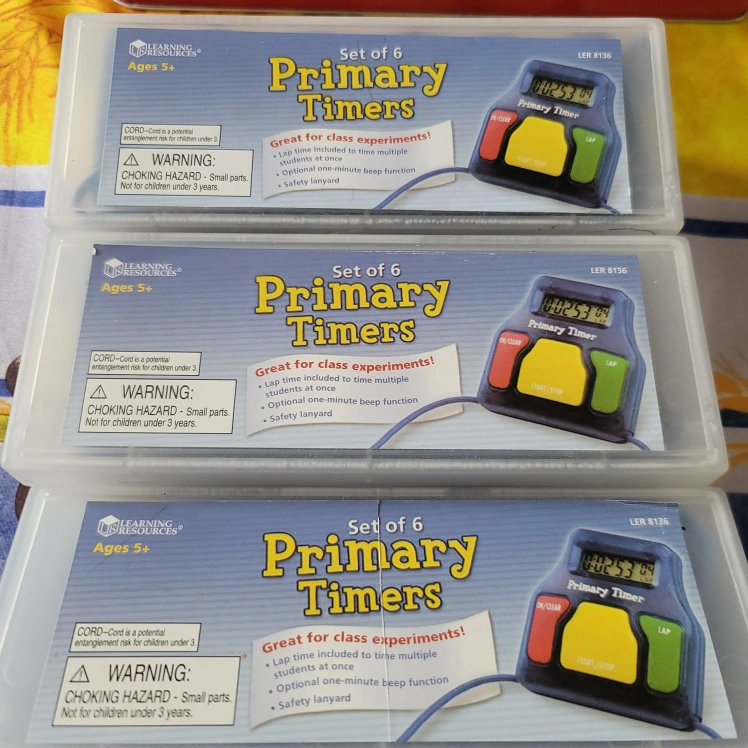 LEARNING
RESOURCES®
Ages 5+
Set of 6
Primary
Timers
LER 8136
CORD–Cord is a potential
entanglement risk for children under 3.
WARNING:
CHOKING HAZARD - Small parts.
Not for children under 3 years.
Great for class experiments!
• Lap time included to time multiple
students at once
• Optional one-minute beep function
• Safety lanyard
Primary Timer
ON/CLEAR
START/STOP
LAP
LEARNING
RESOURCES®
Ages 5+
Set of 6
Primary
Timers
LER 8136
CORD–Cord is a potential
entanglement risk for children under 3.
WARNING:
CHOKING HAZARD - Small parts.
Not for children under 3 years.
Great for class experiments!
• Lap time included to time multiple
students at once
• Optional one-minute beep function
• Safety lanyard
Primary Timer
ON/CLEAR
START/STOP
LAP
LEARNING
RESOURCES®
Ages 5+
Set of 6
Primary
Timers
LER 8136
CORD–Cord is a potential
entanglement risk for children under 3.
WARNING:
CHOKING HAZARD - Small parts.
Not for children under 3 years.
Great for class experiments!
• Lap time included to time multiple
students at once
• Optional one-minute beep function
• Safety lanyard
Primary Timer
ON/CLEAR
START/STOP
LAP